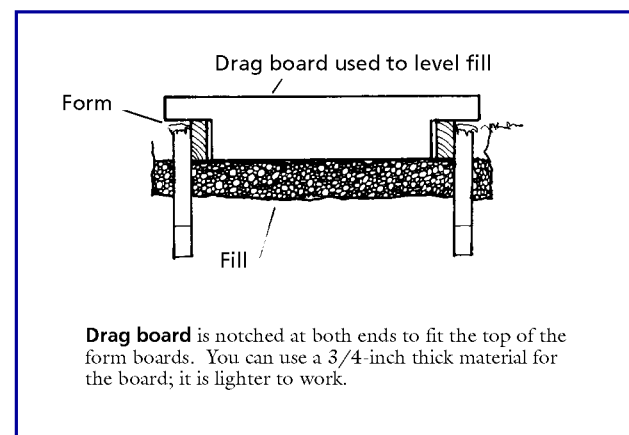 Drag board used to level fill
Form
Fill
Drag board is notched at both ends to fit the top of the
form boards. You can use a 3/4-inch thick material for
the board; it is lighter to work.